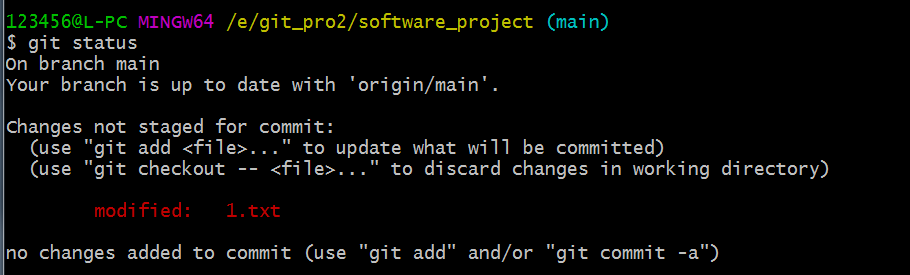 123456@L-PC MINGW64 /e/git_pro2/software_project (main)
$ git status
On branch main
Your branch is up to date with 'origin/main'.
Changes not staged for commit:
(use "git add <file>..." to update what will be committed)
(use "git checkout -- <file>..." to discard changes in working directory)
modified: 1.txt
no changes added to commit (use "git add" and/or "git commit -a")